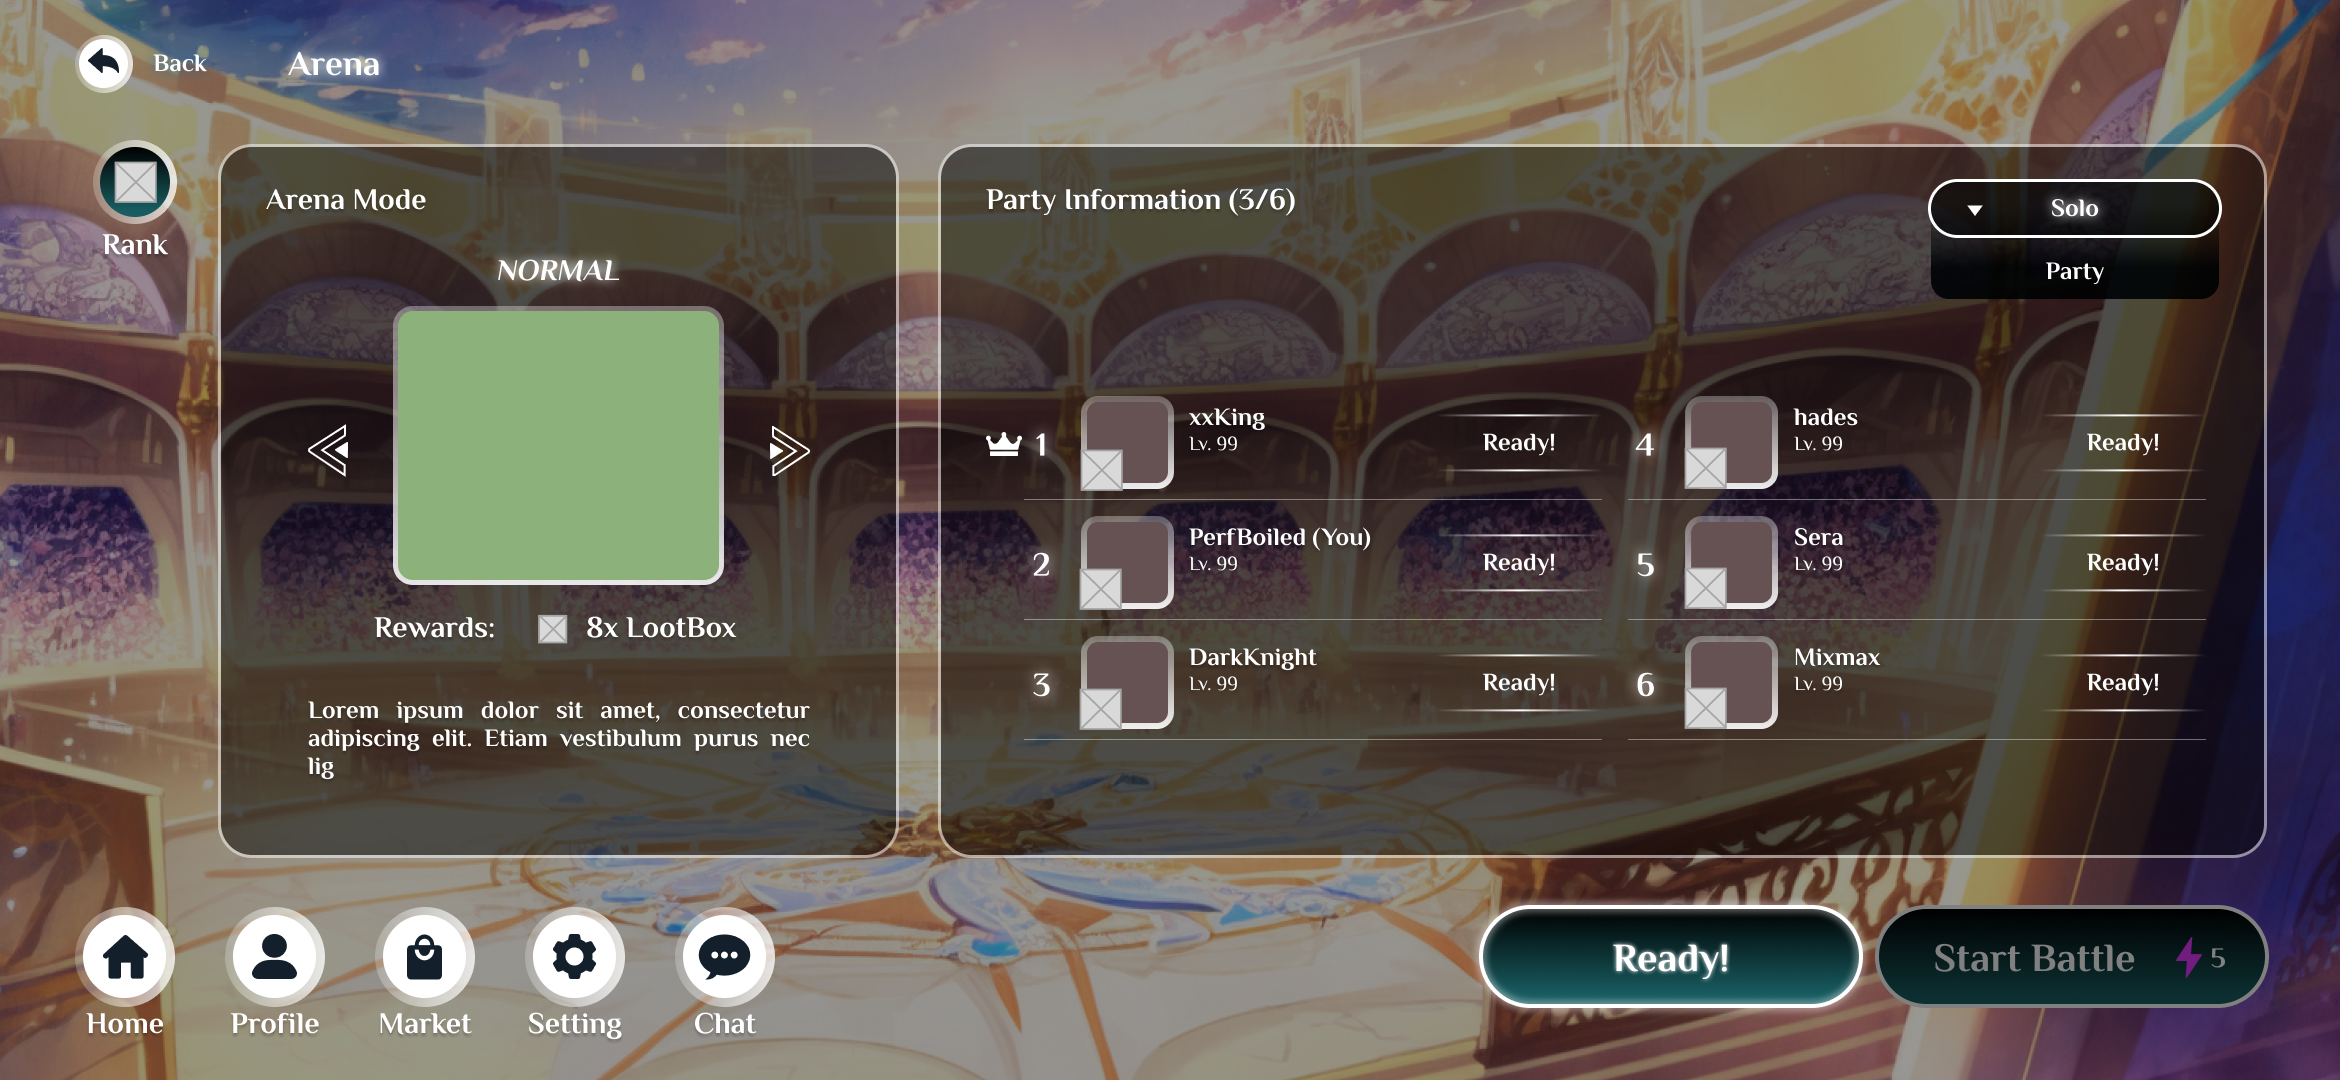 Back
Arena
Rank
Arena Mode
NORMAL
Rewards:
8x LootBox
Lorem ipsum dolor sit amet, consectetur
adipiscing elit. Etiam vestibulum purus nec
lig
Party Information (3/6)
Solo
Party
1
xxKing
Lv. 99
Ready!
2
PerfBoiled (You)
Lv. 99
Ready!
3
DarkKnight
Lv. 99
Ready!
4
hades
Lv. 99
Ready!
5
Sera
Lv. 99
Ready!
6
Mixmax
Lv. 99
Ready!
Home
Profile
Market
Setting
Chat
Ready!
Start Battle
5